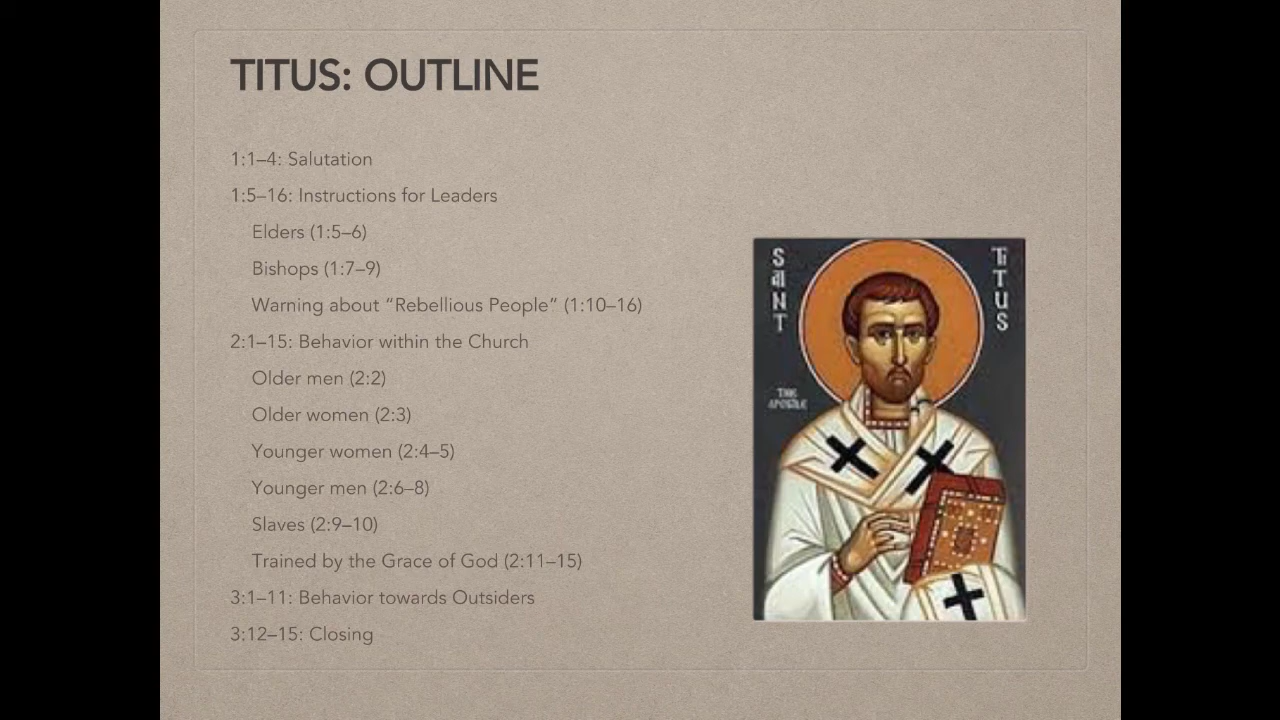 TITUS: OUTLINE
1:1–4: Salutation
1:5–16: Instructions for Leaders
Elders (1:5–6)
Bishops (1:7–9)
Warning about “Rebellious People” (1:10–16)
2:1–15: Behavior within the Church
Older men (2:2)
Older women (2:3)
Younger women (2:4–5)
Younger men (2:6–8)
Slaves (2:9–10)
Trained by the Grace of God (2:11–15)
3:1–11: Behavior towards Outsiders
3:12–15: Closing
SAINT
TITUS
THE
APOSTLE